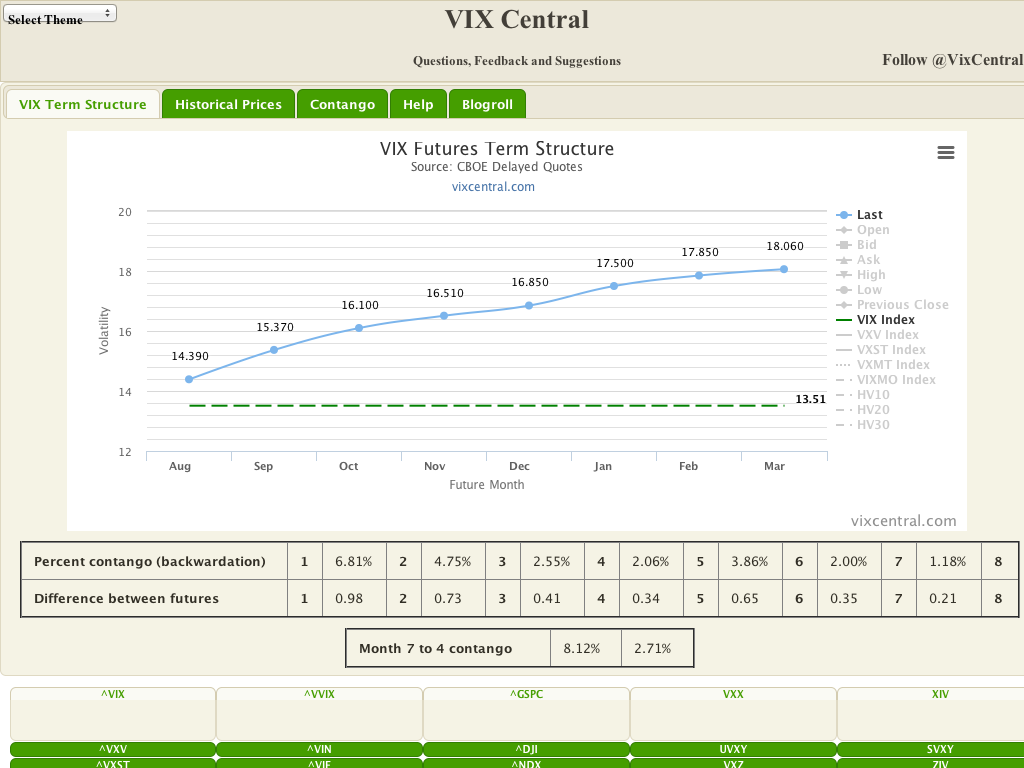 Select Theme
VIX Central
Questions, Feedback and Suggestions
Follow @VixCentral
VIX Term Structure
Historical Prices
Contango
Help
Blogroll
VIX Futures Term Structure
Source: CBOE Delayed Quotes
vixcentral.com
Volatility
20
18
16
14
12
14.390
15.370
16.100
16.510
16.850
17.500
17.850
18.060
13.51
Aug Sep Oct Nov Dec Jan Feb Mar
Future Month
Last
Open
Bid
Ask
High
Low
Previous Close
VIX Index
VXV Index
VXST Index
VXMT Index
VIXMO Index
HV10
HV20
HV30
vixcentral.com
Percent contango (backwardation) 1 6.81% 2 4.75% 3 2.55% 4 2.06% 5 3.86% 6 2.00% 7 1.18% 8
Difference between futures 1 0.98 2 0.73 3 0.41 4 0.34 5 0.65 6 0.35 7 0.21 8
Month 7 to 4 contango 8.12% 2.71%
^VIX ^VVIX ^GSPC VXX XIV
^VXV ^VIN ^DJI UVXY SVXY
^VXST ^VIF ^NDX VXZ ZIV